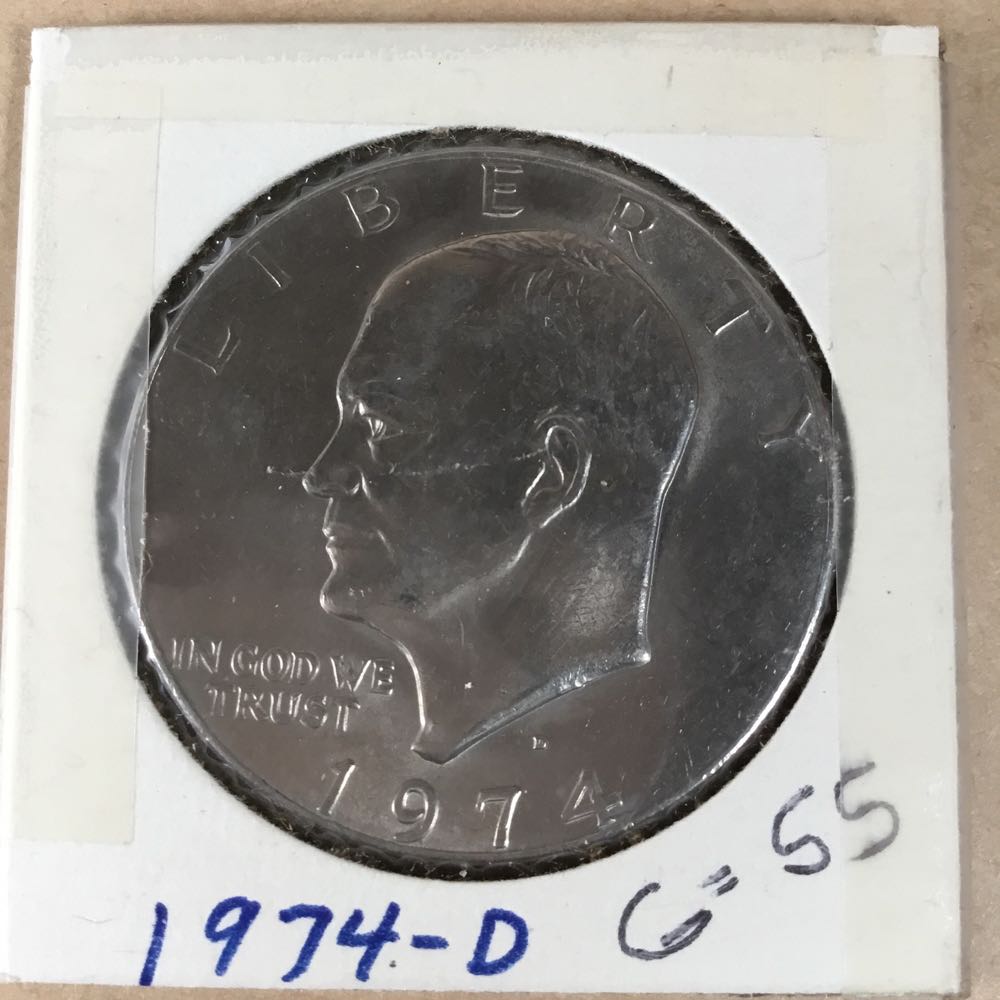 LIBERTY
IN GOD WE
TRUST
D
1974
55
1974-D G=